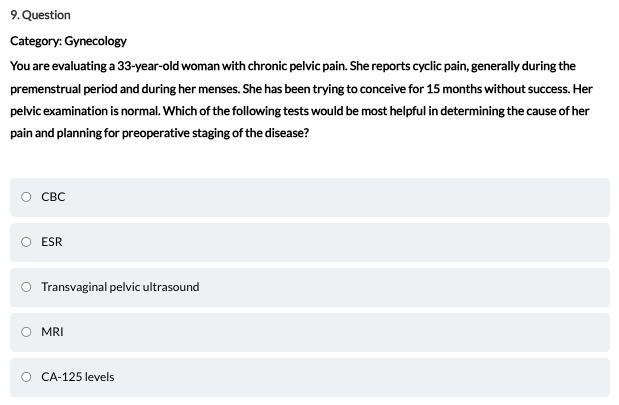 9. Question
Category: Gynecology
You are evaluating a 33-year-old woman with chronic pelvic pain. She reports cyclic pain, generally during the
premenstrual period and during her menses. She has been trying to conceive for 15 months without success. Her
pelvic examination is normal. Which of the following tests would be most helpful in determining the cause of her
pain and planning for preoperative staging of the disease?
CBC
ESR
Transvaginal pelvic ultrasound
MRI
CA-125 levels